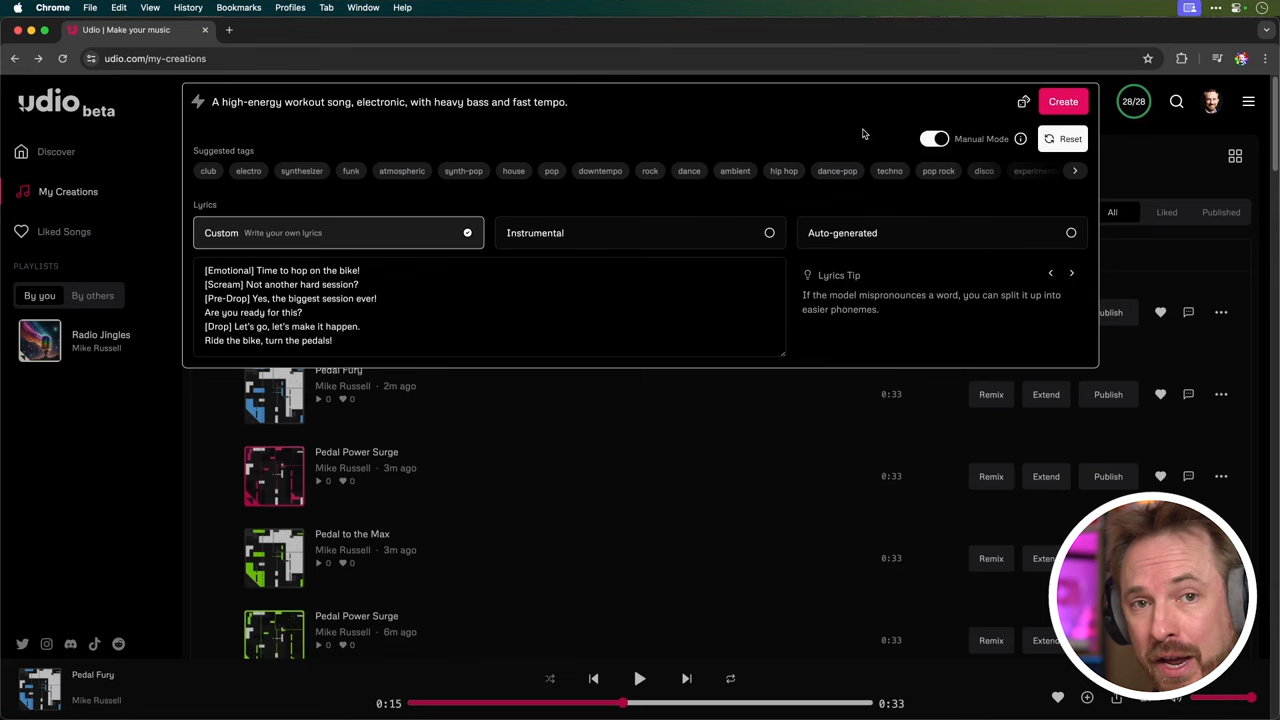 Chrome File Edit View History Bookmarks Profiles Tab Window Help
Udio | Make your music
udio.com/my-creations
udio beta
A high-energy workout song, electronic, with heavy bass and fast tempo.
Create
28/28
Manual Mode
Reset
Discover
My Creations
Liked Songs
PLAYLISTS
By you By others
Radio Jingles
Mike Russell
Suggested tags
club electro synthesizer funk atmospheric synth-pop house pop downtempo rock dance ambient hip hop dance-pop techno pop rock disco
Lyrics
Custom Write your own lyrics Instrumental Auto-generated
[Emotional] Time to hop on the bike!
[Scream] Not another hard session?
[Pre-Drop] Yes, the biggest session ever!
Are you ready for this?
[Drop] Let's go, let's make it happen.
Ride the bike, turn the pedals!
Lyrics Tip
If the model mispronounces a word, you can split it up into
easier phonemes.
All Liked Published
Pedal Fury
Mike Russell · 2m ago
0 0
0:33 Remix Extend Publish
Pedal Power Surge
Mike Russell · 3m ago
0 0
0:33 Remix Extend Publish
Pedal to the Max
Mike Russell · 3m ago
0 0
0:33 Remix
Pedal Power Surge
Mike Russell · 6m ago
0 0
0:33 Remix
Pedal Fury
Mike Russell
0:15 0:33